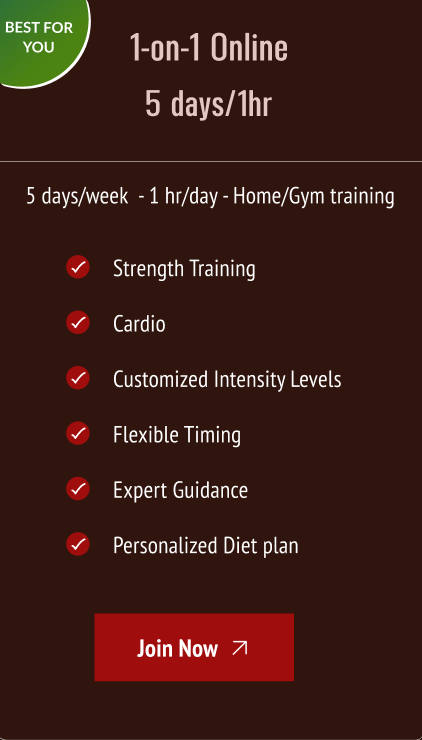 BEST FOR
YOU
1-on-1 Online
5 days/1hr
5 days/week - 1 hr/day - Home/Gym training
Strength Training
Cardio
Customized Intensity Levels
Flexible Timing
Expert Guidance
Personalized Diet plan
Join Now